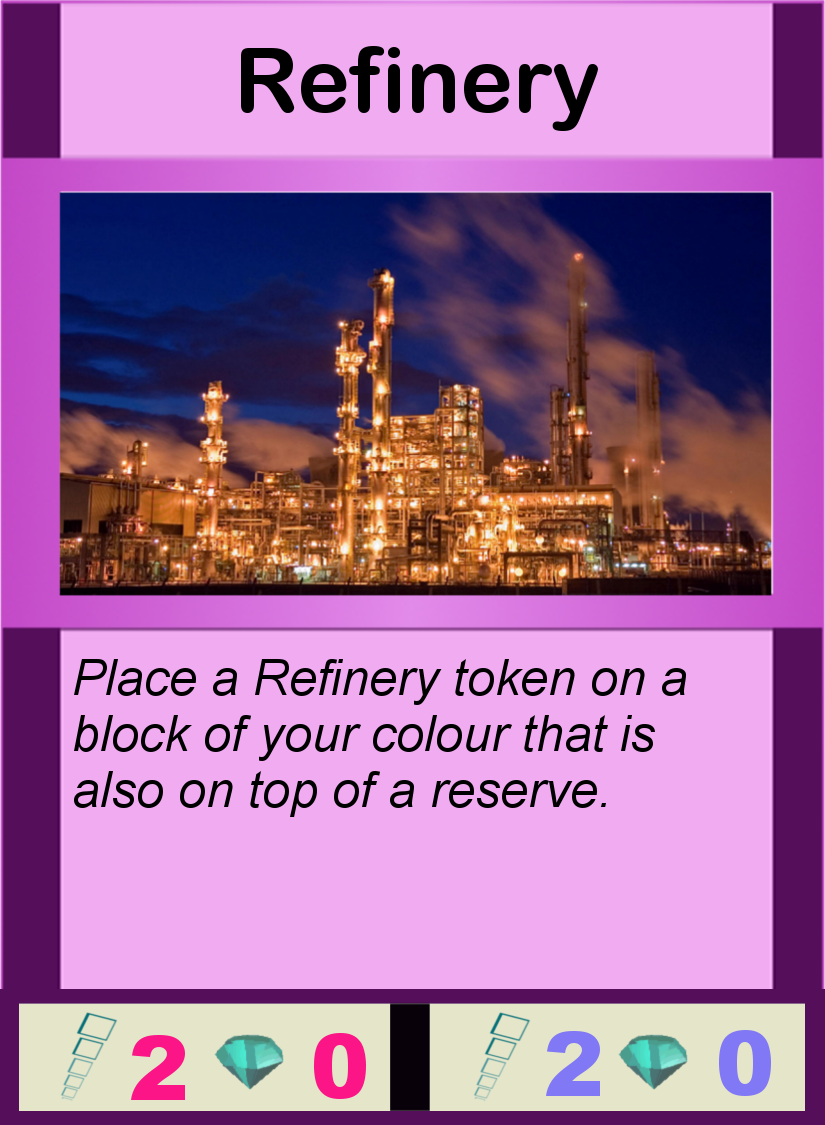 Refinery
Place a Refinery token on a
block of your colour that is
also on top of a reserve.
2 0 2 0